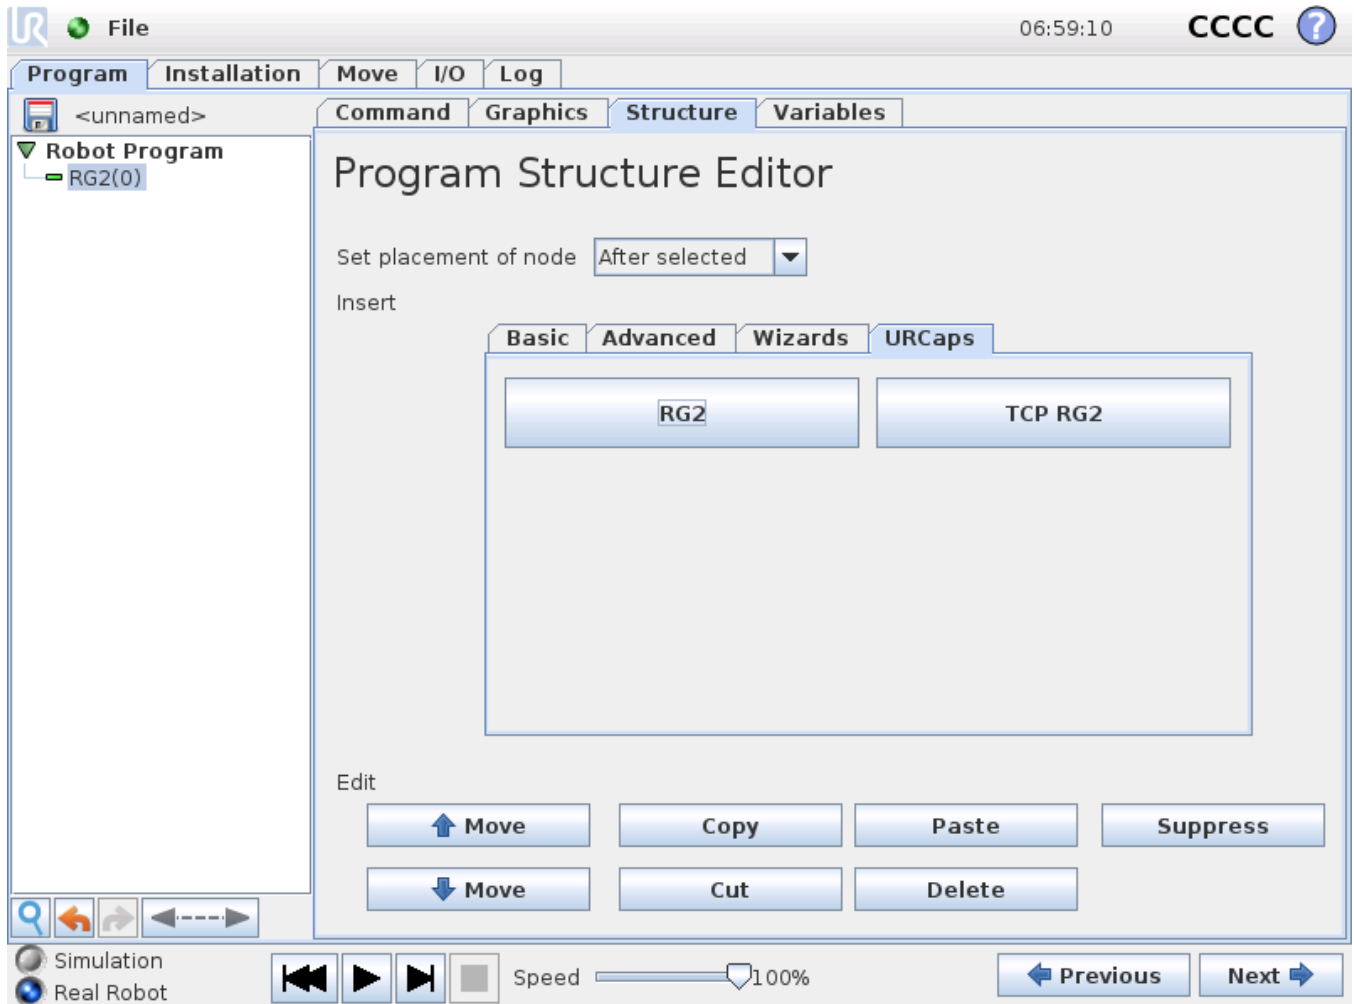 UR File 06:59:10 CCCC ?
Program Installation Move I/O Log
<unnamed> Command Graphics Structure Variables
Robot Program
RG2(0)
Program Structure Editor
Set placement of node After selected
Insert
Basic Advanced Wizards URCaps
RG2 TCP RG2
Edit
Move Copy Paste Suppress
Move Cut Delete
Simulation
Real Robot
Speed 100% Previous Next